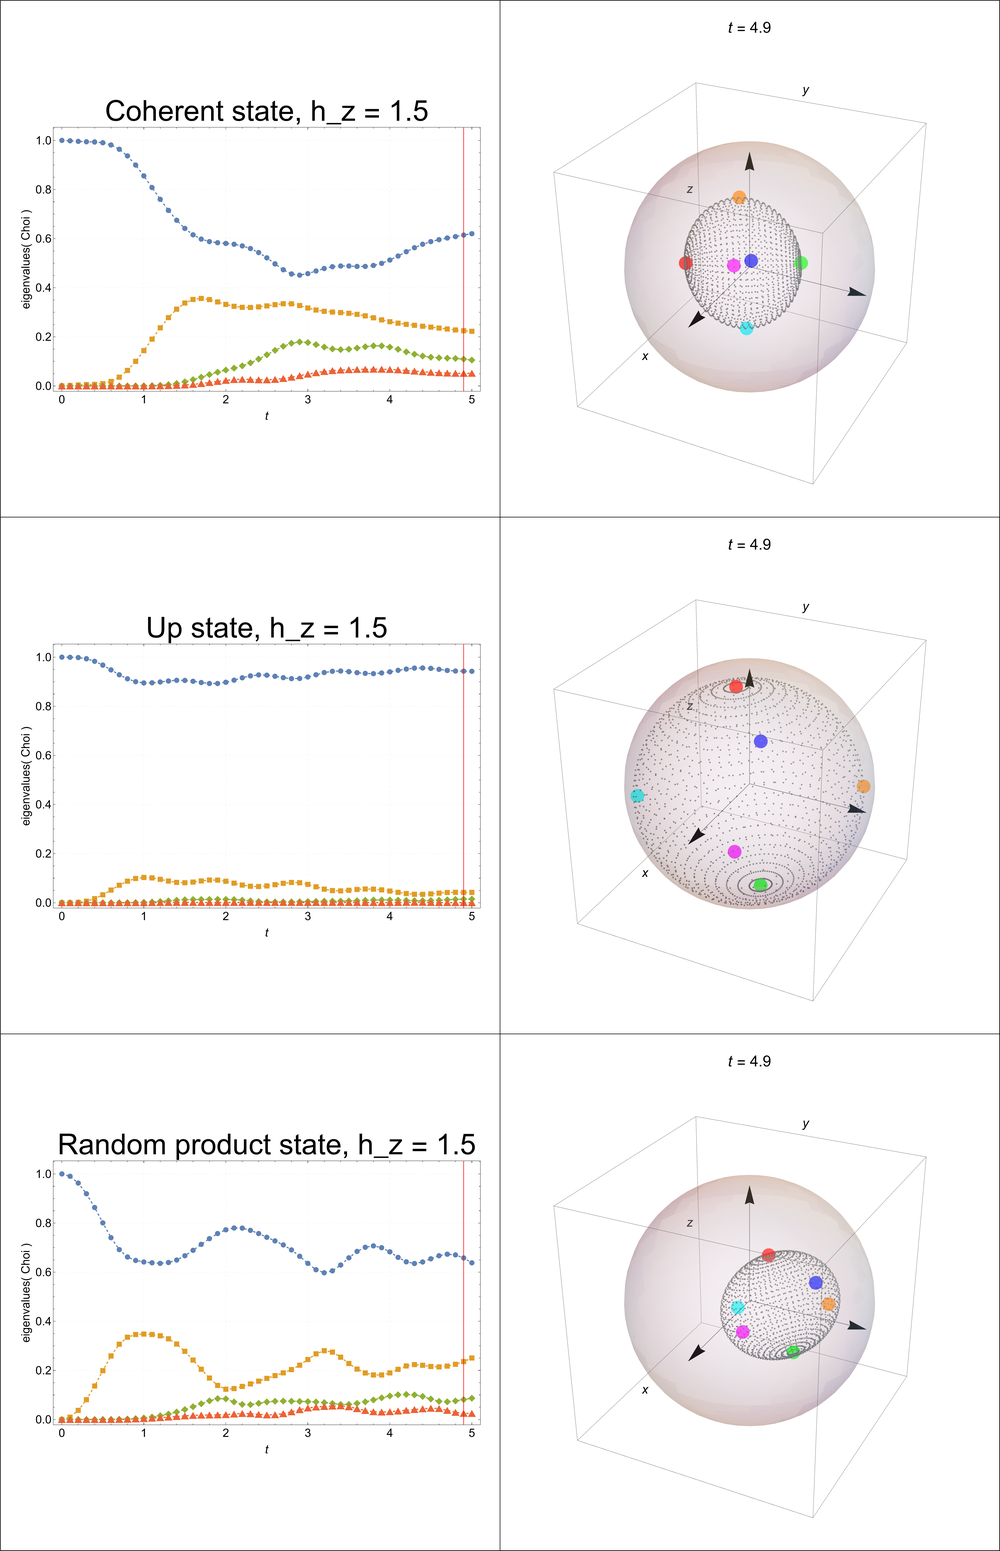 Coherent state, h_z = 1.5
eigenvalues( Choi )
1.0
0.8
0.6
0.4
0.2
0.0
0 1 2 3 4 5
t
t = 4.9
y
z
x
Up state, h_z = 1.5
eigenvalues( Choi )
1.0
0.8
0.6
0.4
0.2
0.0
0 1 2 3 4 5
t
t = 4.9
y
z
x
Random product state, h_z = 1.5
eigenvalues( Choi )
1.0
0.8
0.6
0.4
0.2
0.0
0 1 2 3 4 5
t
t = 4.9
y
z
x